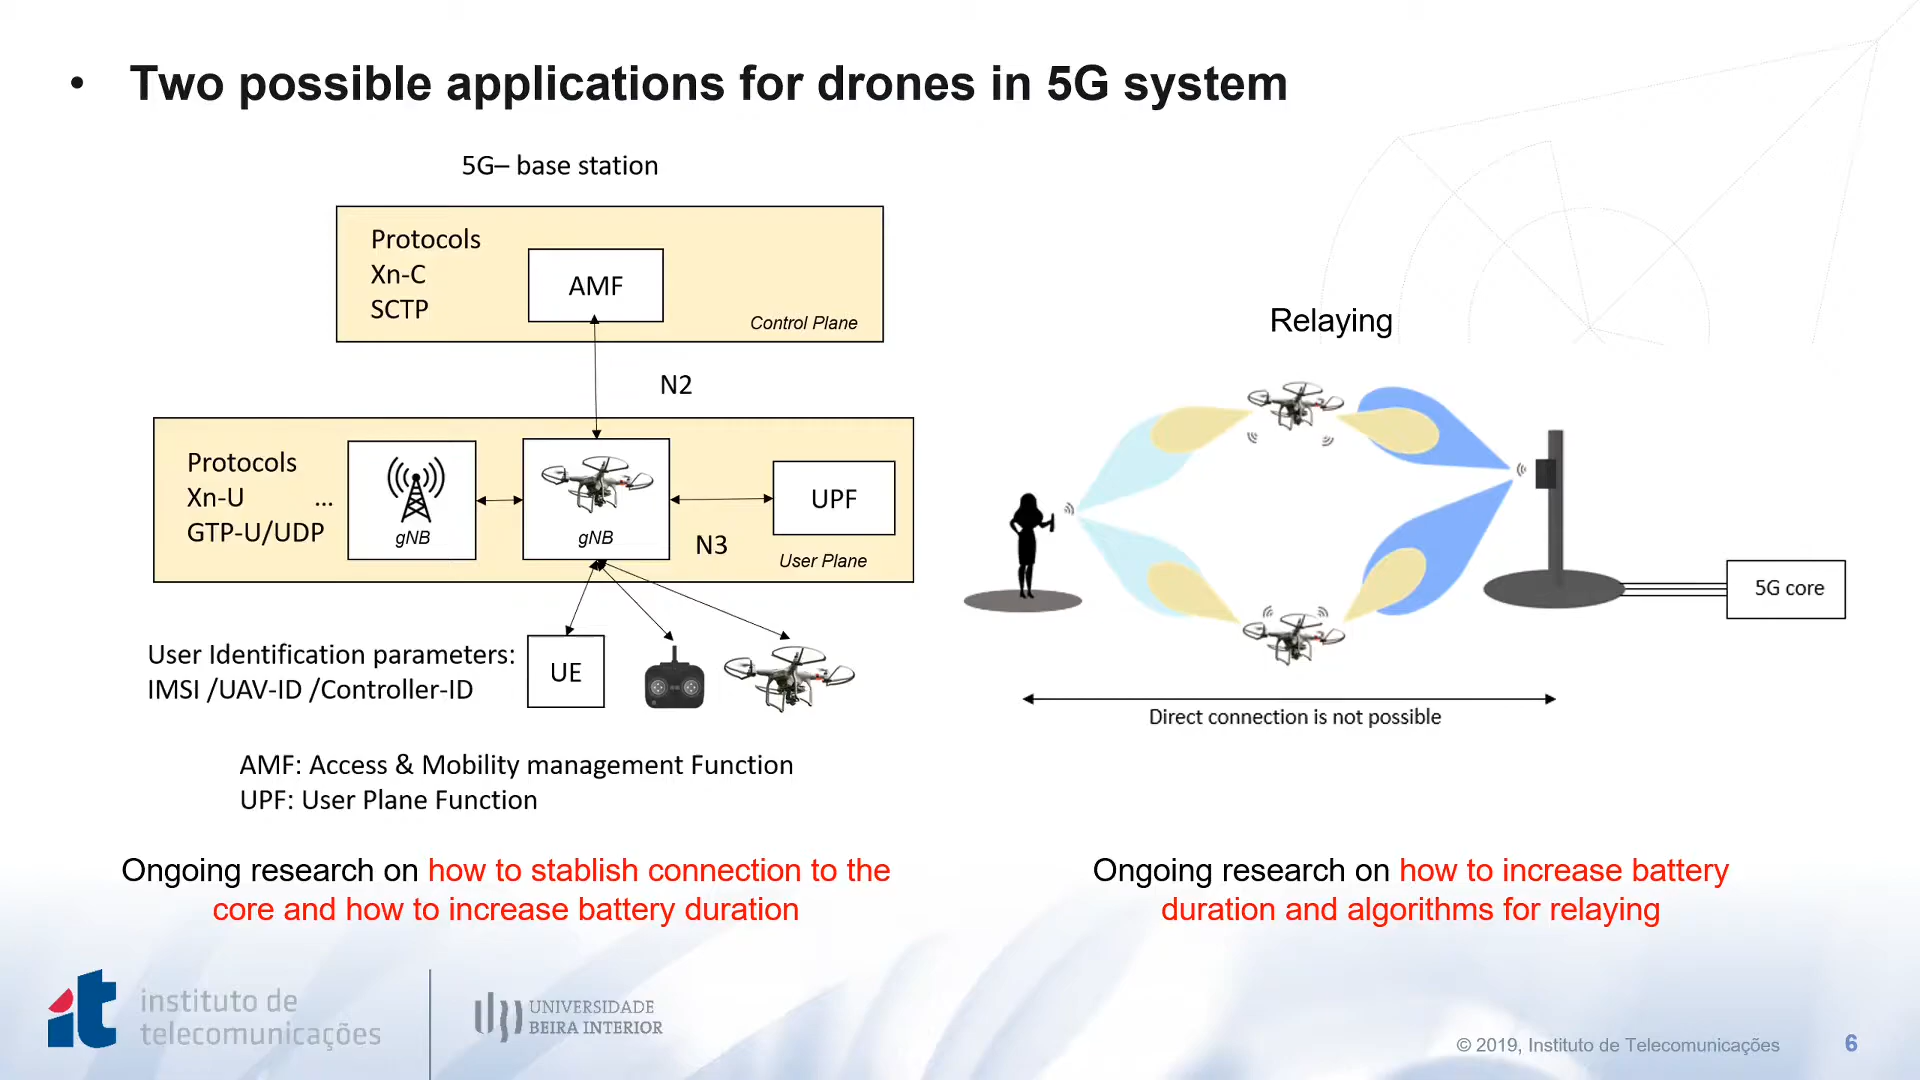 • Two possible applications for drones in 5G system
5G– base station
Protocols
Xn-C
SCTP
AMF
Control Plane
N2
Protocols
Xn-U ...
GTP-U/UDP
gNB
gNB
N3
UPF
User Plane
User Identification parameters:
IMSI /UAV-ID /Controller-ID
UE
AMF: Access & Mobility management Function
UPF: User Plane Function
Ongoing research on how to stablish connection to the
core and how to increase battery duration
Relaying
5G core
Direct connection is not possible
Ongoing research on how to increase battery
duration and algorithms for relaying
it instituto de
telecomunicações
UNIVERSIDADE
BEIRA INTERIOR
© 2019, Instituto de Telecomunicações
6